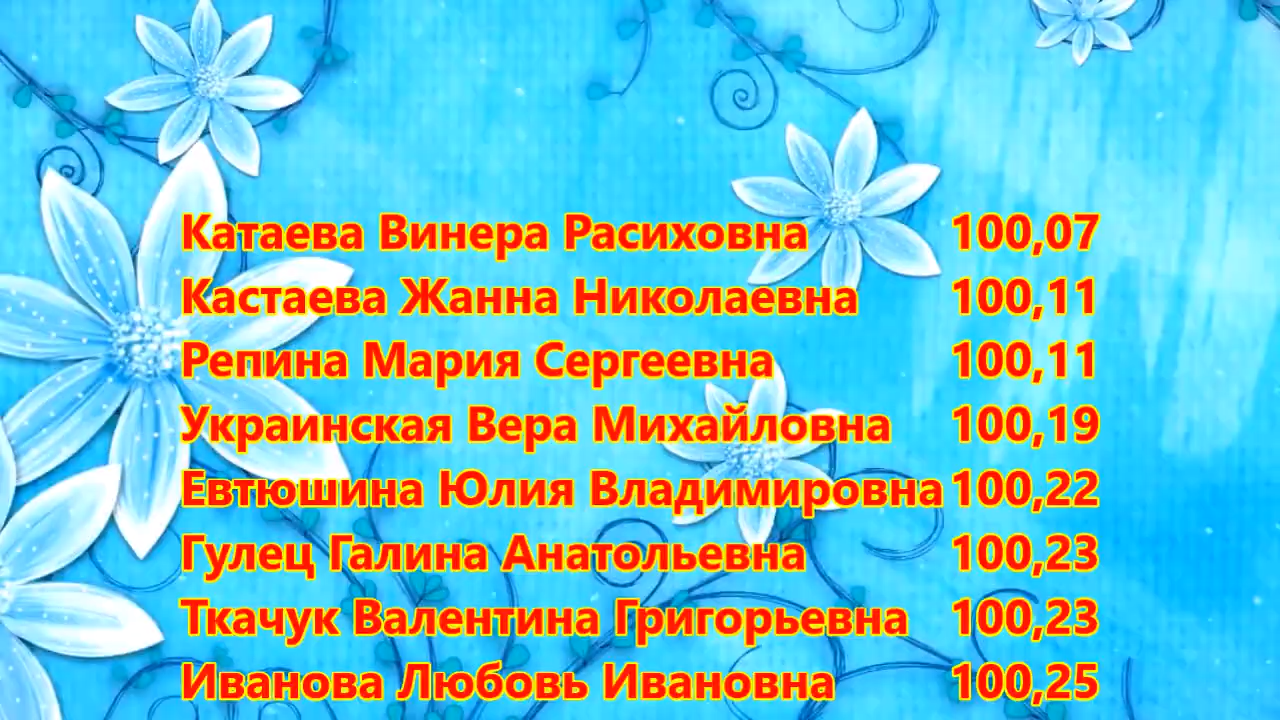 Катаева Винера Расиховна 100,07
Кастаева Жанна Николаевна 100,11
Репина Мария Сергеевна 100,11
Украинская Вера Михайловна 100,19
Евтюшина Юлия Владимировна 100,22
Гулец Галина Анатольевна 100,23
Ткачук Валентина Григорьевна 100,23
Иванова Любовь Ивановна 100,25